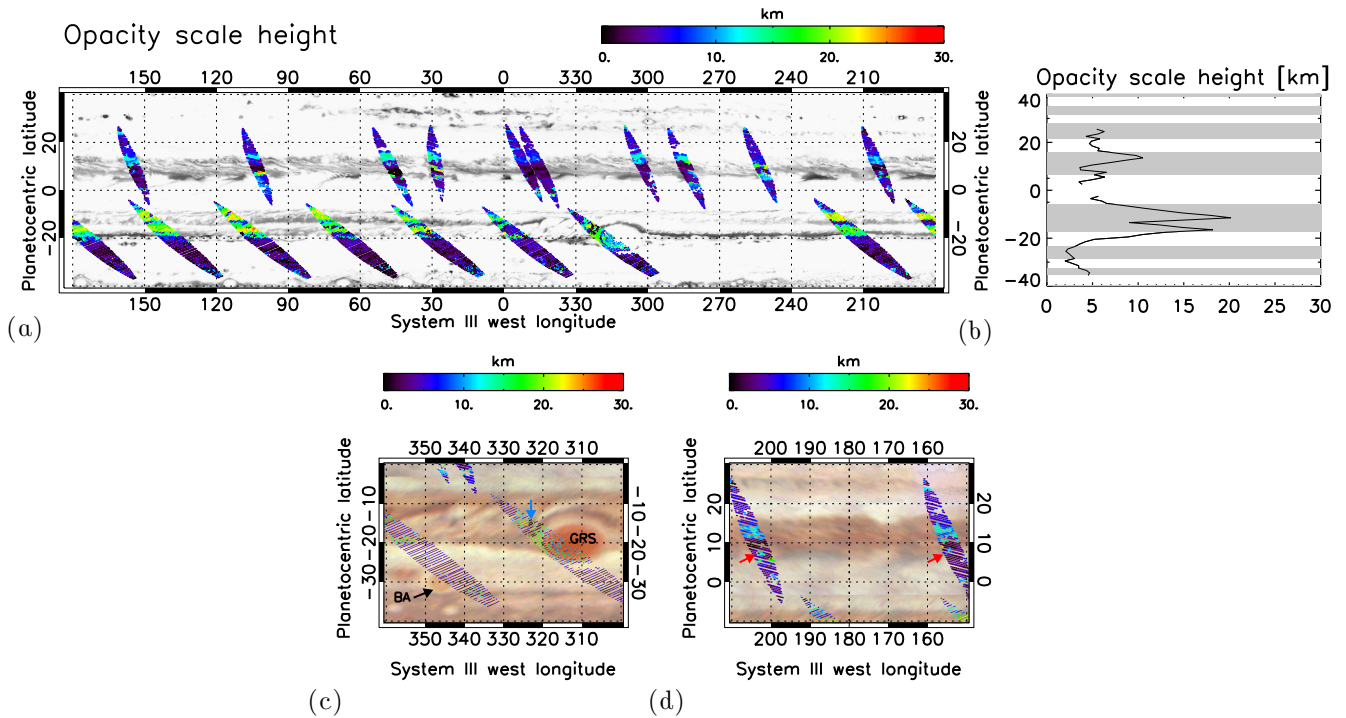 Opacity scale height
km
0. 10. 20. 30.
150 120 90 60 30 0 330 300 270 240 210
Planetocentric latitude
20 0 −20
20 0 −20
Planetocentric latitude
150 120 90 60 30 0 330 300 270 240 210
System III west longitude
(a)
Opacity scale height [km]
40
20
0
−20
−40
0 5 10 15 20 25 30
(b)
km
0. 10. 20. 30.
350 340 330 320 310
Planetocentric latitude
−10
−20
−30
−10
−20
−30
GRS
BA
350 340 330 320 310
System III west longitude
(c)
km
0. 10. 20. 30.
200 190 180 170 160
Planetocentric latitude
20
10
0
20
10
0
200 190 180 170 160
System III west longitude
(d)